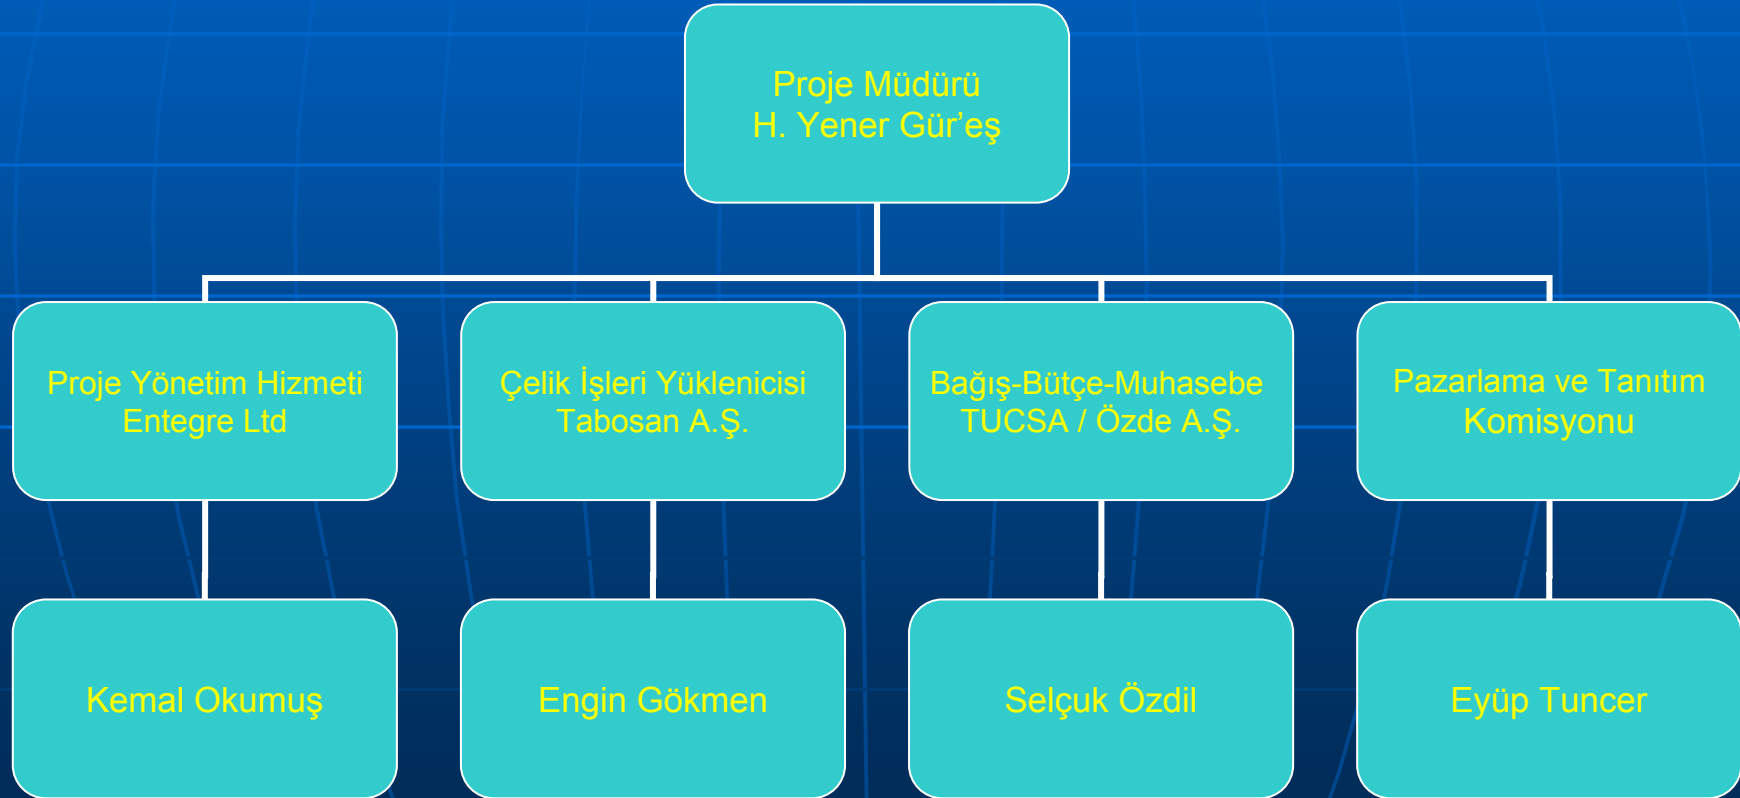 Proje Müdürü
H. Yener Gür’eş
Proje Yönetim Hizmeti
Entegre Ltd
Çelik İşleri Yüklenicisi
Tabosan A.Ş.
Bağış-Bütçe-Muhasebe
TUCSA / Özde A.Ş.
Pazarlama ve Tanıtım
Komisyonu
Kemal Okumuş
Engin Gökmen
Selçuk Özdil
Eyüp Tuncer